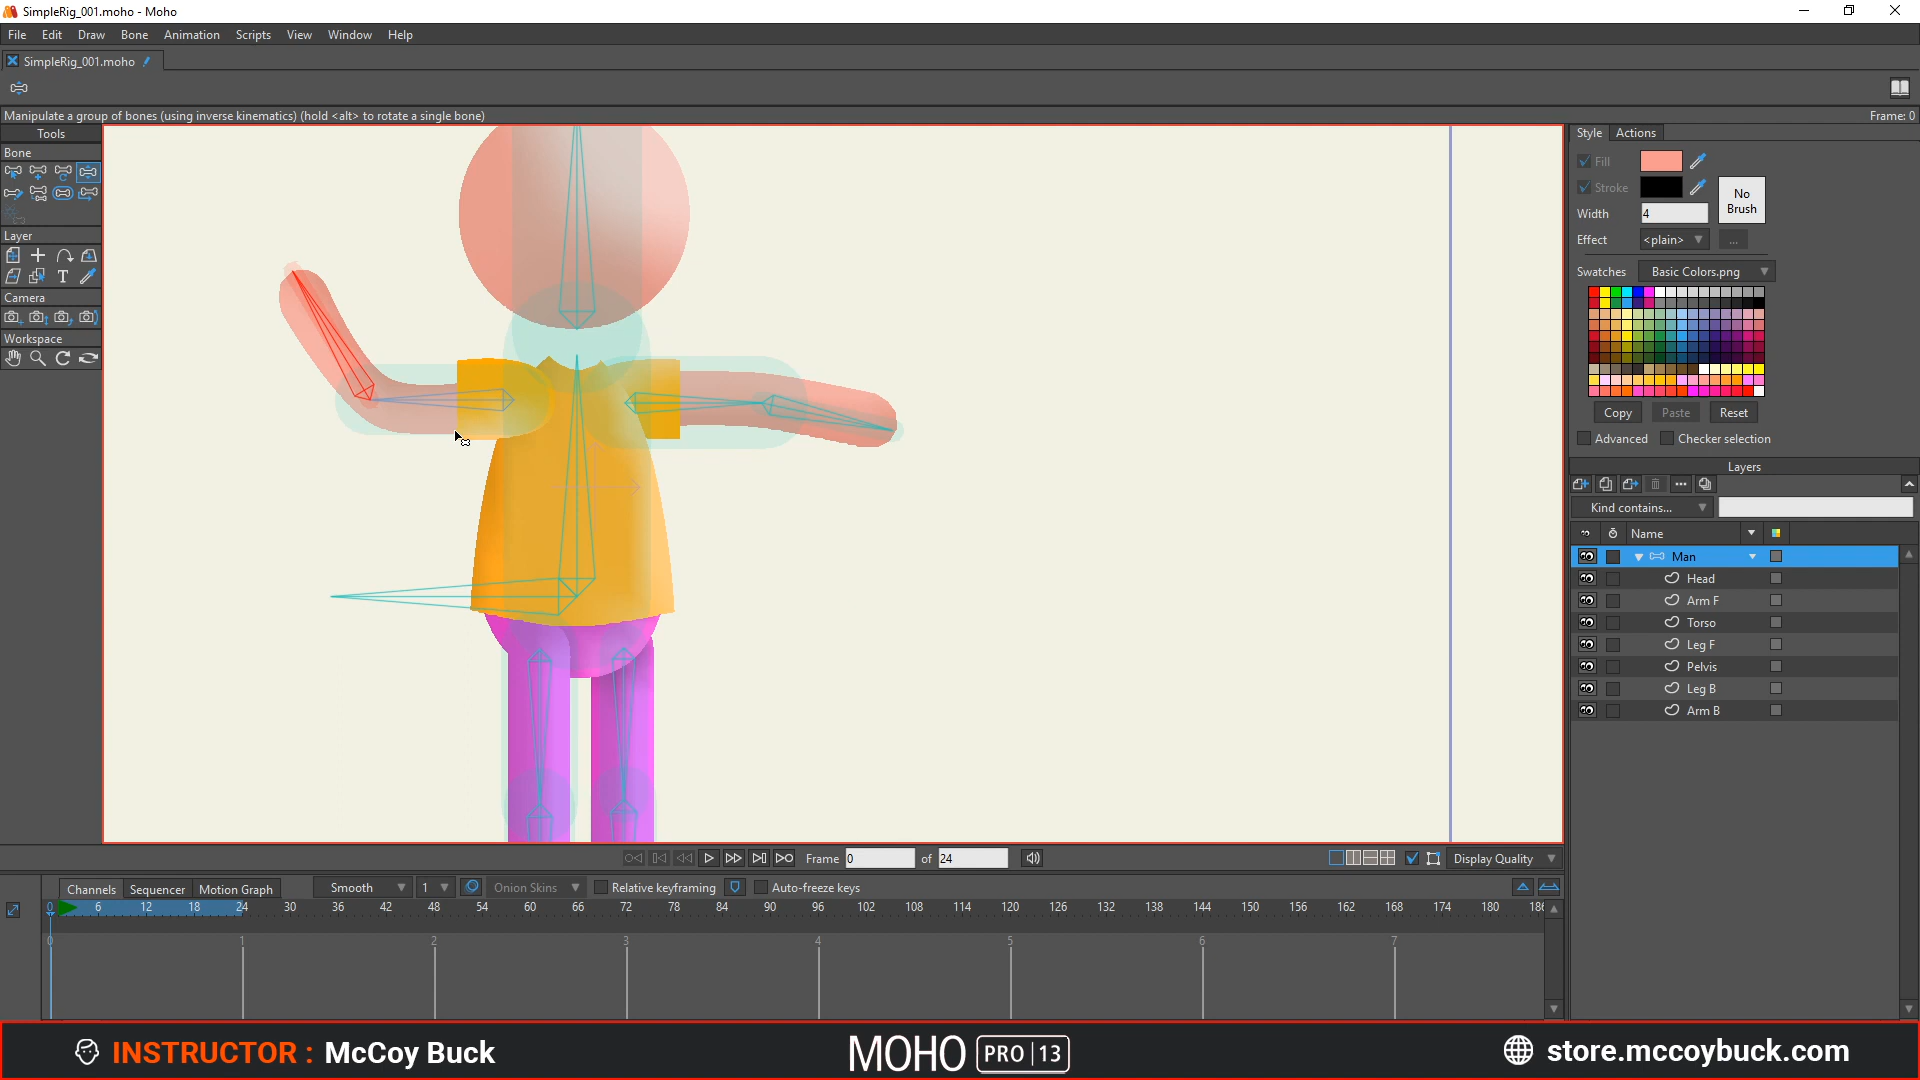 SimpleRig_001.moho - Moho
File Edit Draw Bone Animation Scripts View Window Help
SimpleRig_001.moho
Manipulate a group of bones (using inverse kinematics) (hold <alt> to rotate a single bone) Frame: 0
Tools
Bone
Layer
Camera
Workspace
Style Actions
Fill
Stroke
No
Brush
Width 4
Effect <plain> ...
Swatches Basic Colors.png
Copy Paste Reset
Advanced Checker selection
Layers
Kind contains...
Name
Man
Head
Arm F
Torso
Leg F
Pelvis
Leg B
Arm B
Frame 0 of 24 Display Quality
Channels Sequencer Motion Graph Smooth 1 Onion Skins Relative keyframing Auto-freeze keys
0 6 12 18 24 30 36 42 48 54 60 66 72 78 84 90 96 102 108 114 120 126 132 138 144 150 156 162 168 174 180 186
0 1 2 3 4 5 6 7
INSTRUCTOR : McCoy Buck MOHO PRO | 13 store.mccoybuck.com